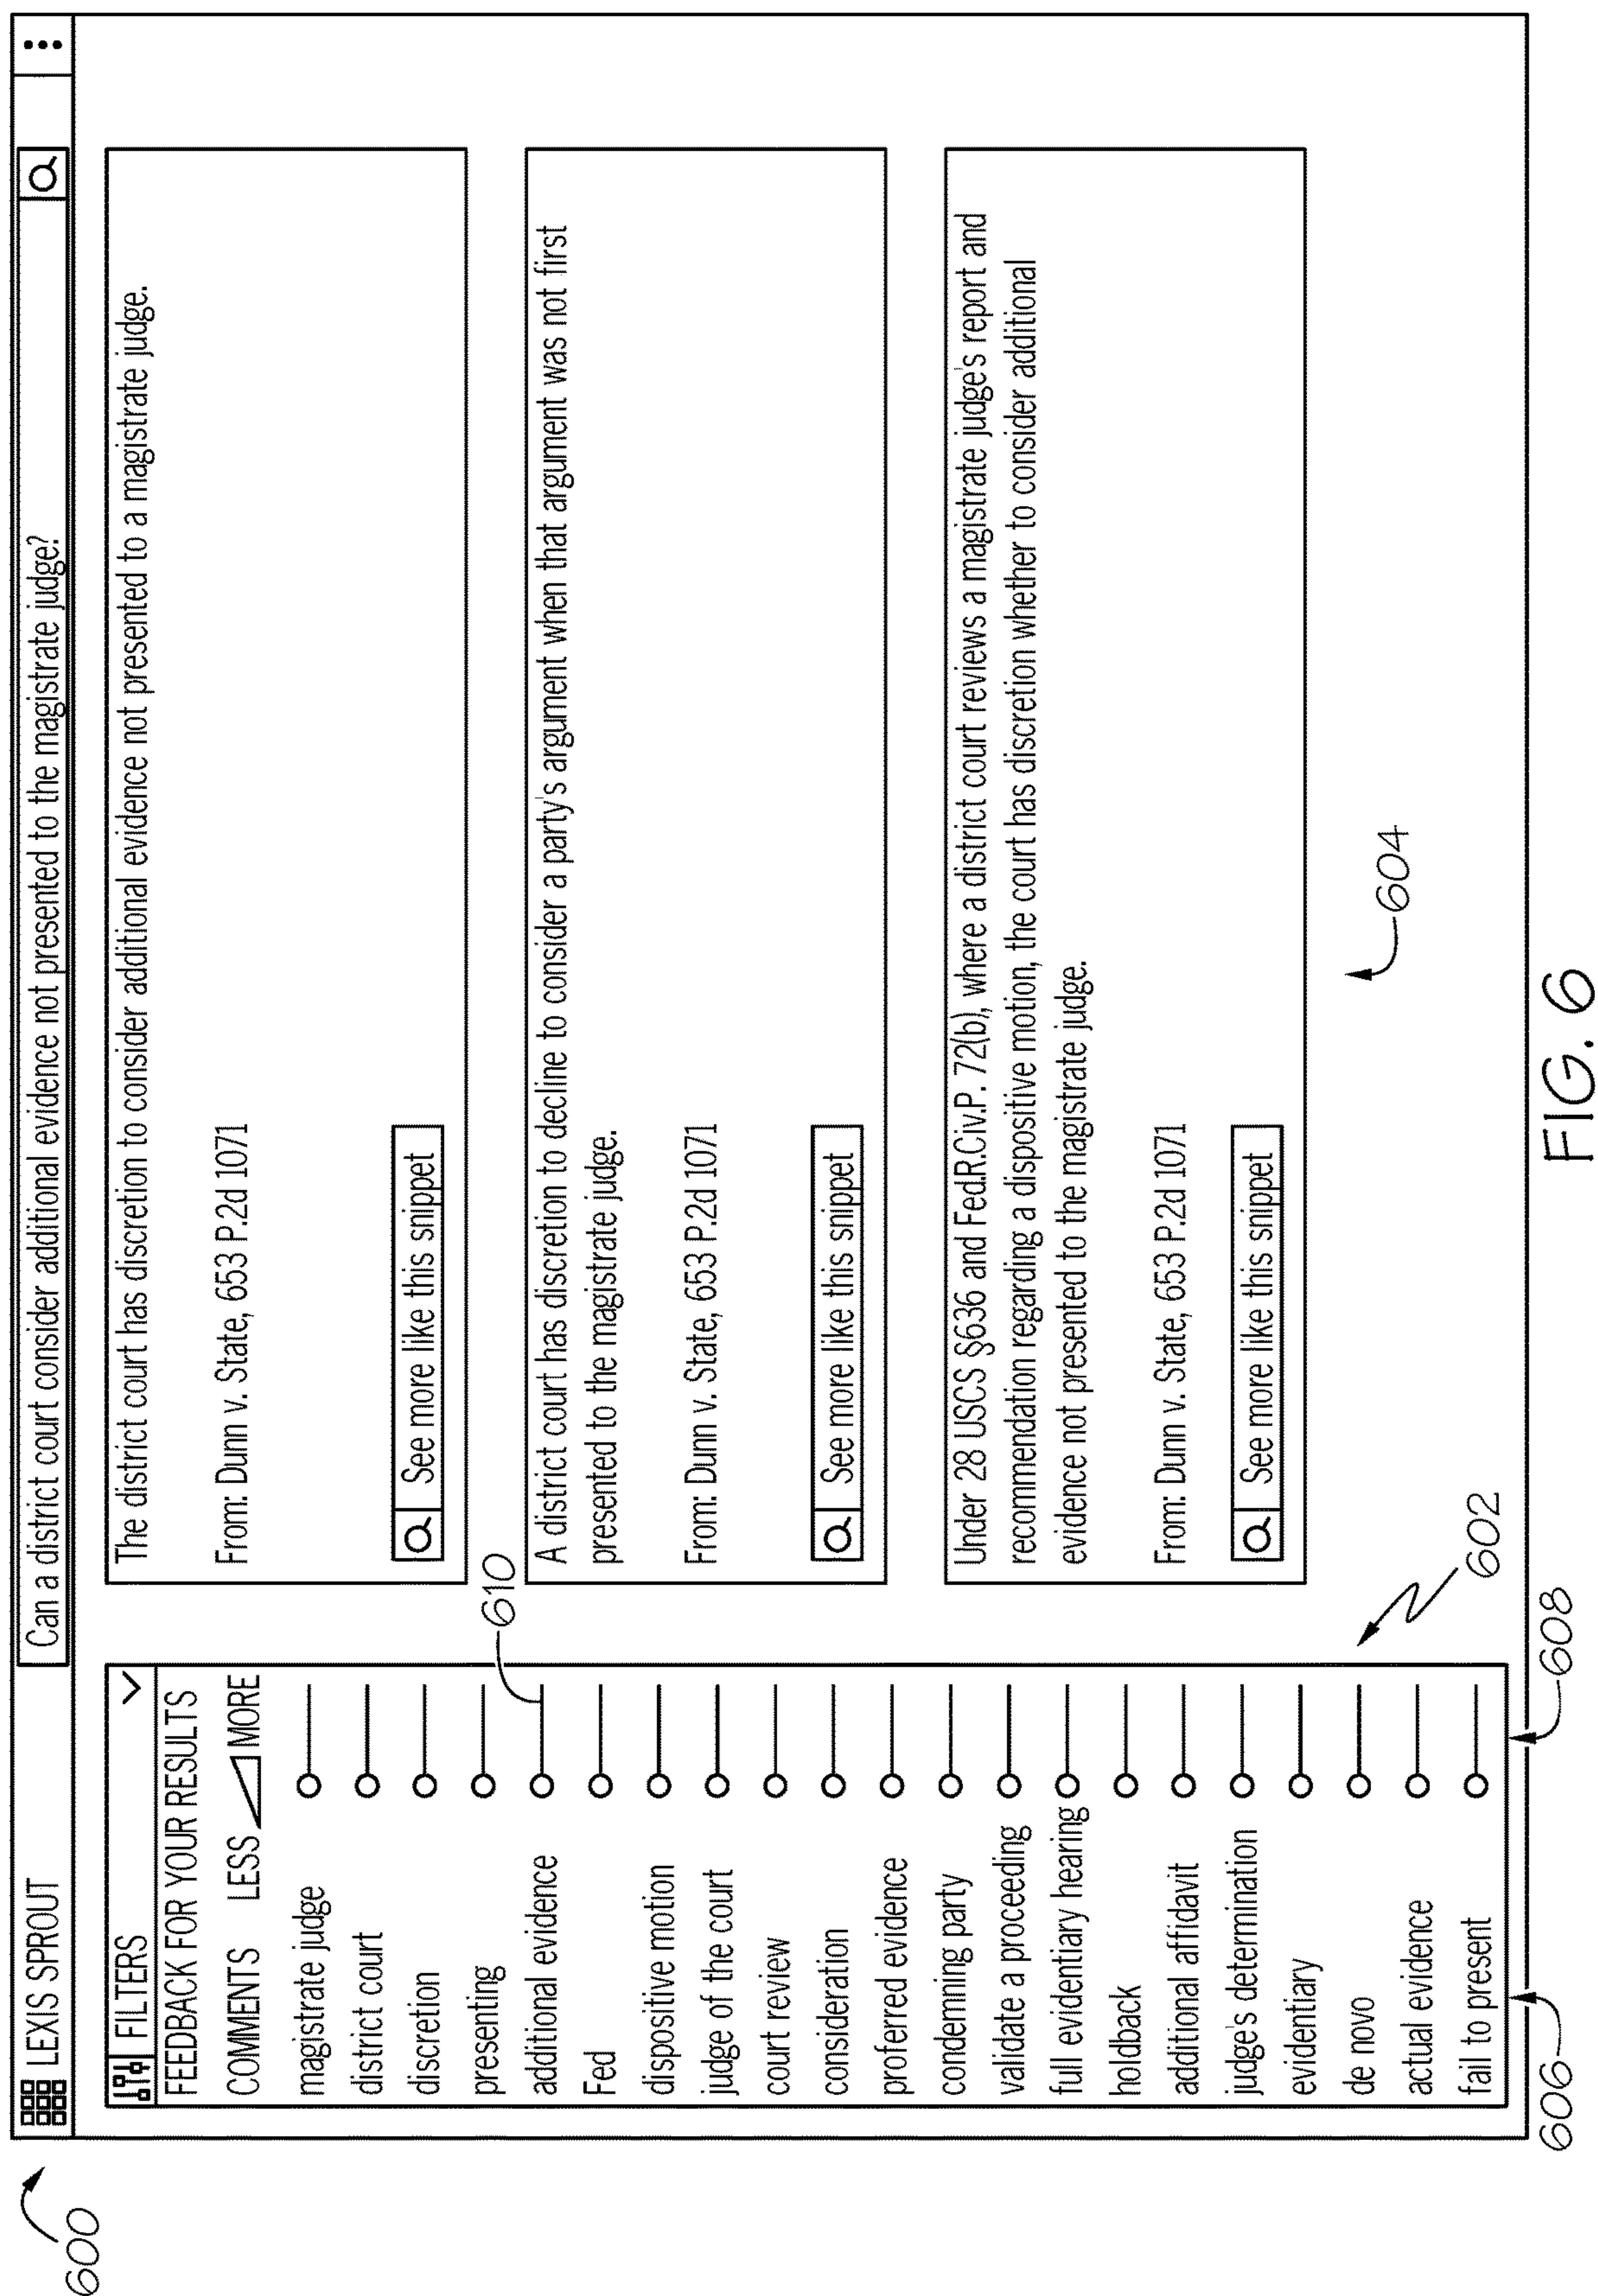 600
LEXIS SPROUT
Can a district court consider additional evidence not presented to the magistrate judge?
FILTERS
FEEDBACK FOR YOUR RESULTS
COMMENTS LESS MORE
magistrate judge
district court
discretion
presenting
additional evidence
Fed
dispositive motion
judge of the court
court review
consideration
proferred evidence
condemning party
validate a proceeding
full evidentiary hearing
holdback
additional affidavit
judge's determination
evidentiary
de novo
actual evidence
fail to present
610
The district court has discretion to consider additional evidence not presented to a magistrate judge.
From: Dunn v. State, 653 P.2d 1071
See more like this snippet
A district court has discretion to decline to consider a party's argument when that argument was not first
presented to the magistrate judge.
From: Dunn v. State, 653 P.2d 1071
See more like this snippet
Under 28 USCS §636 and Fed.R.Civ.P. 72(b), where a district court reviews a magistrate judge's report and
recommendation regarding a dispositive motion, the court has discretion whether to consider additional
evidence not presented to the magistrate judge.
From: Dunn v. State, 653 P.2d 1071
See more like this snippet
602
604
606
608
FIG. 6